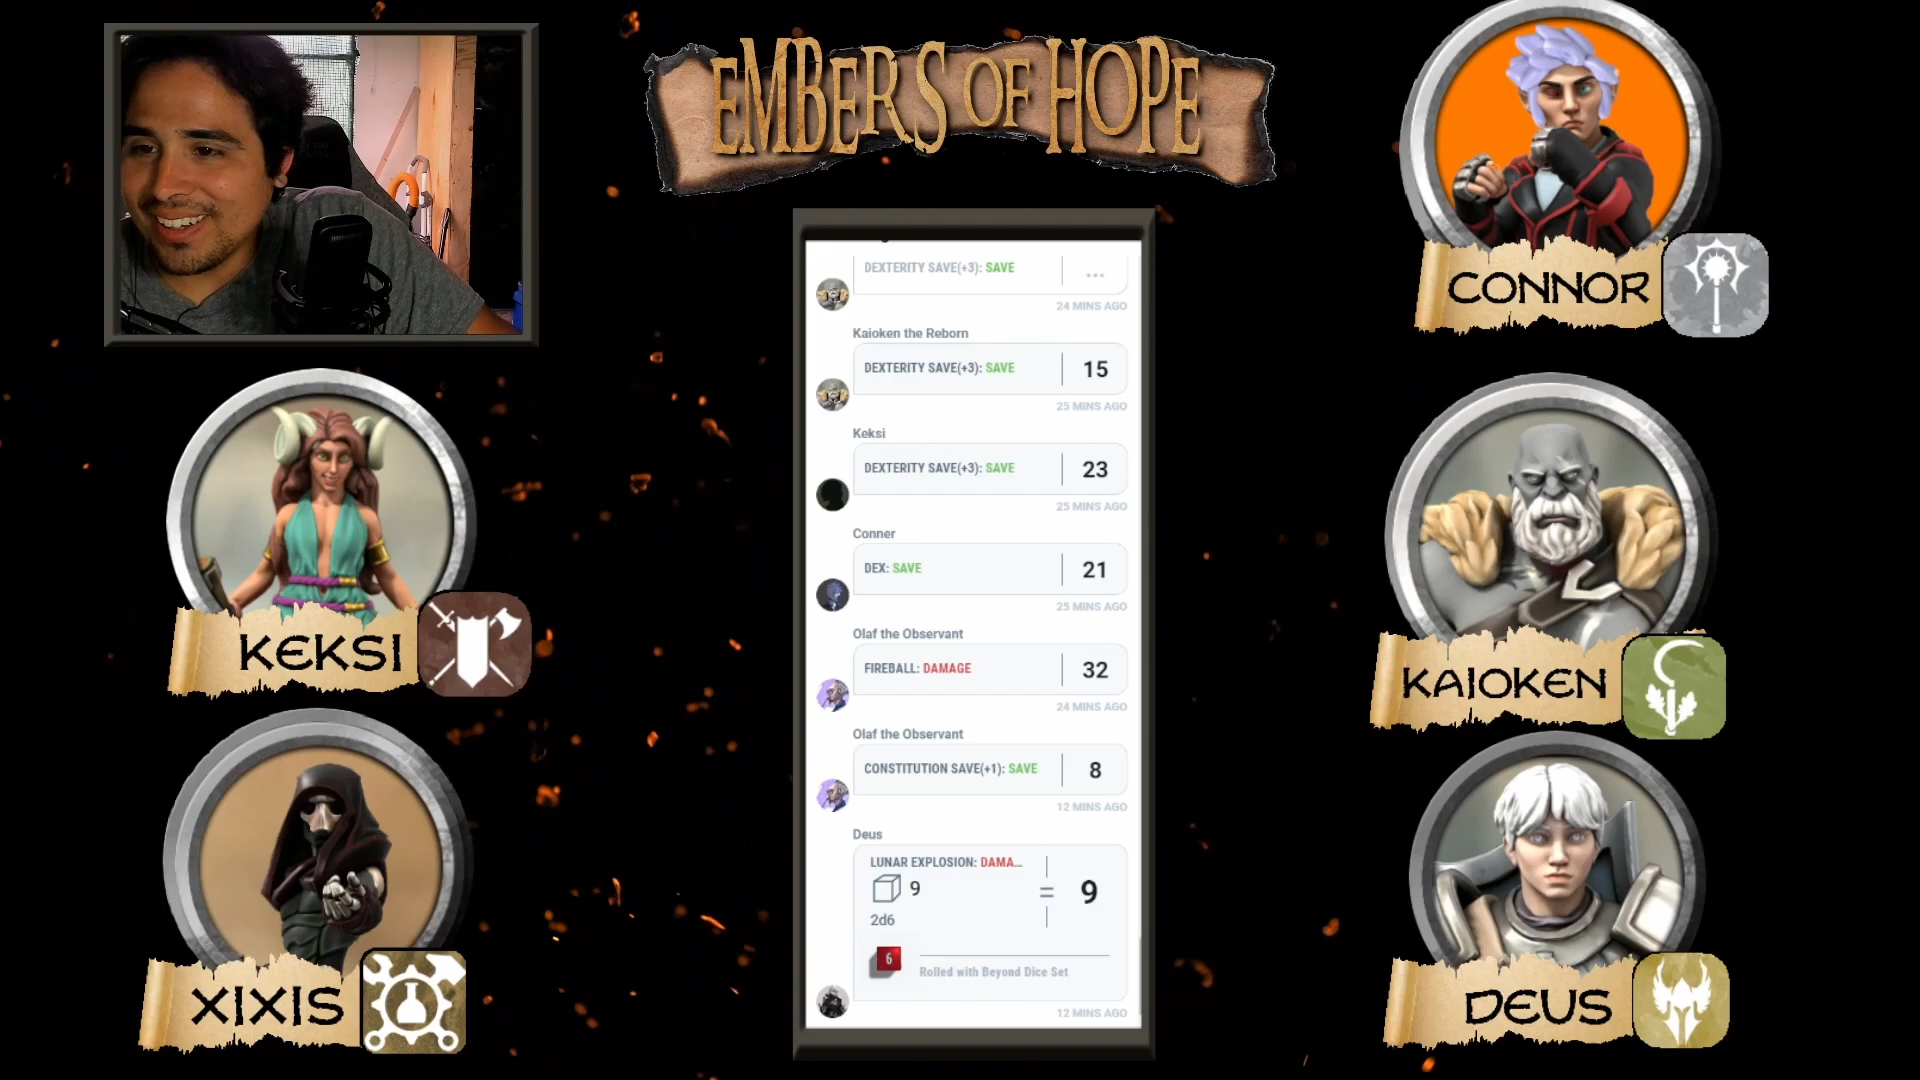 EMBERS OF HOPE
CONNOR
KEKSI
KAIOKEN
XIXIS
DEUS
DEXTERITY SAVE(+3): SAVE
...
24 MINS AGO
Kaioken the Reborn
DEXTERITY SAVE(+3): SAVE
15
25 MINS AGO
Keksi
DEXTERITY SAVE(+3): SAVE
23
25 MINS AGO
Conner
DEX: SAVE
21
25 MINS AGO
Olaf the Observant
FIREBALL: DAMAGE
32
24 MINS AGO
Olaf the Observant
CONSTITUTION SAVE(+1): SAVE
8
12 MINS AGO
Deus
LUNAR EXPLOSION: DAMA...
9
= 9
2d6
6
Rolled with Beyond Dice Set
12 MINS AGO